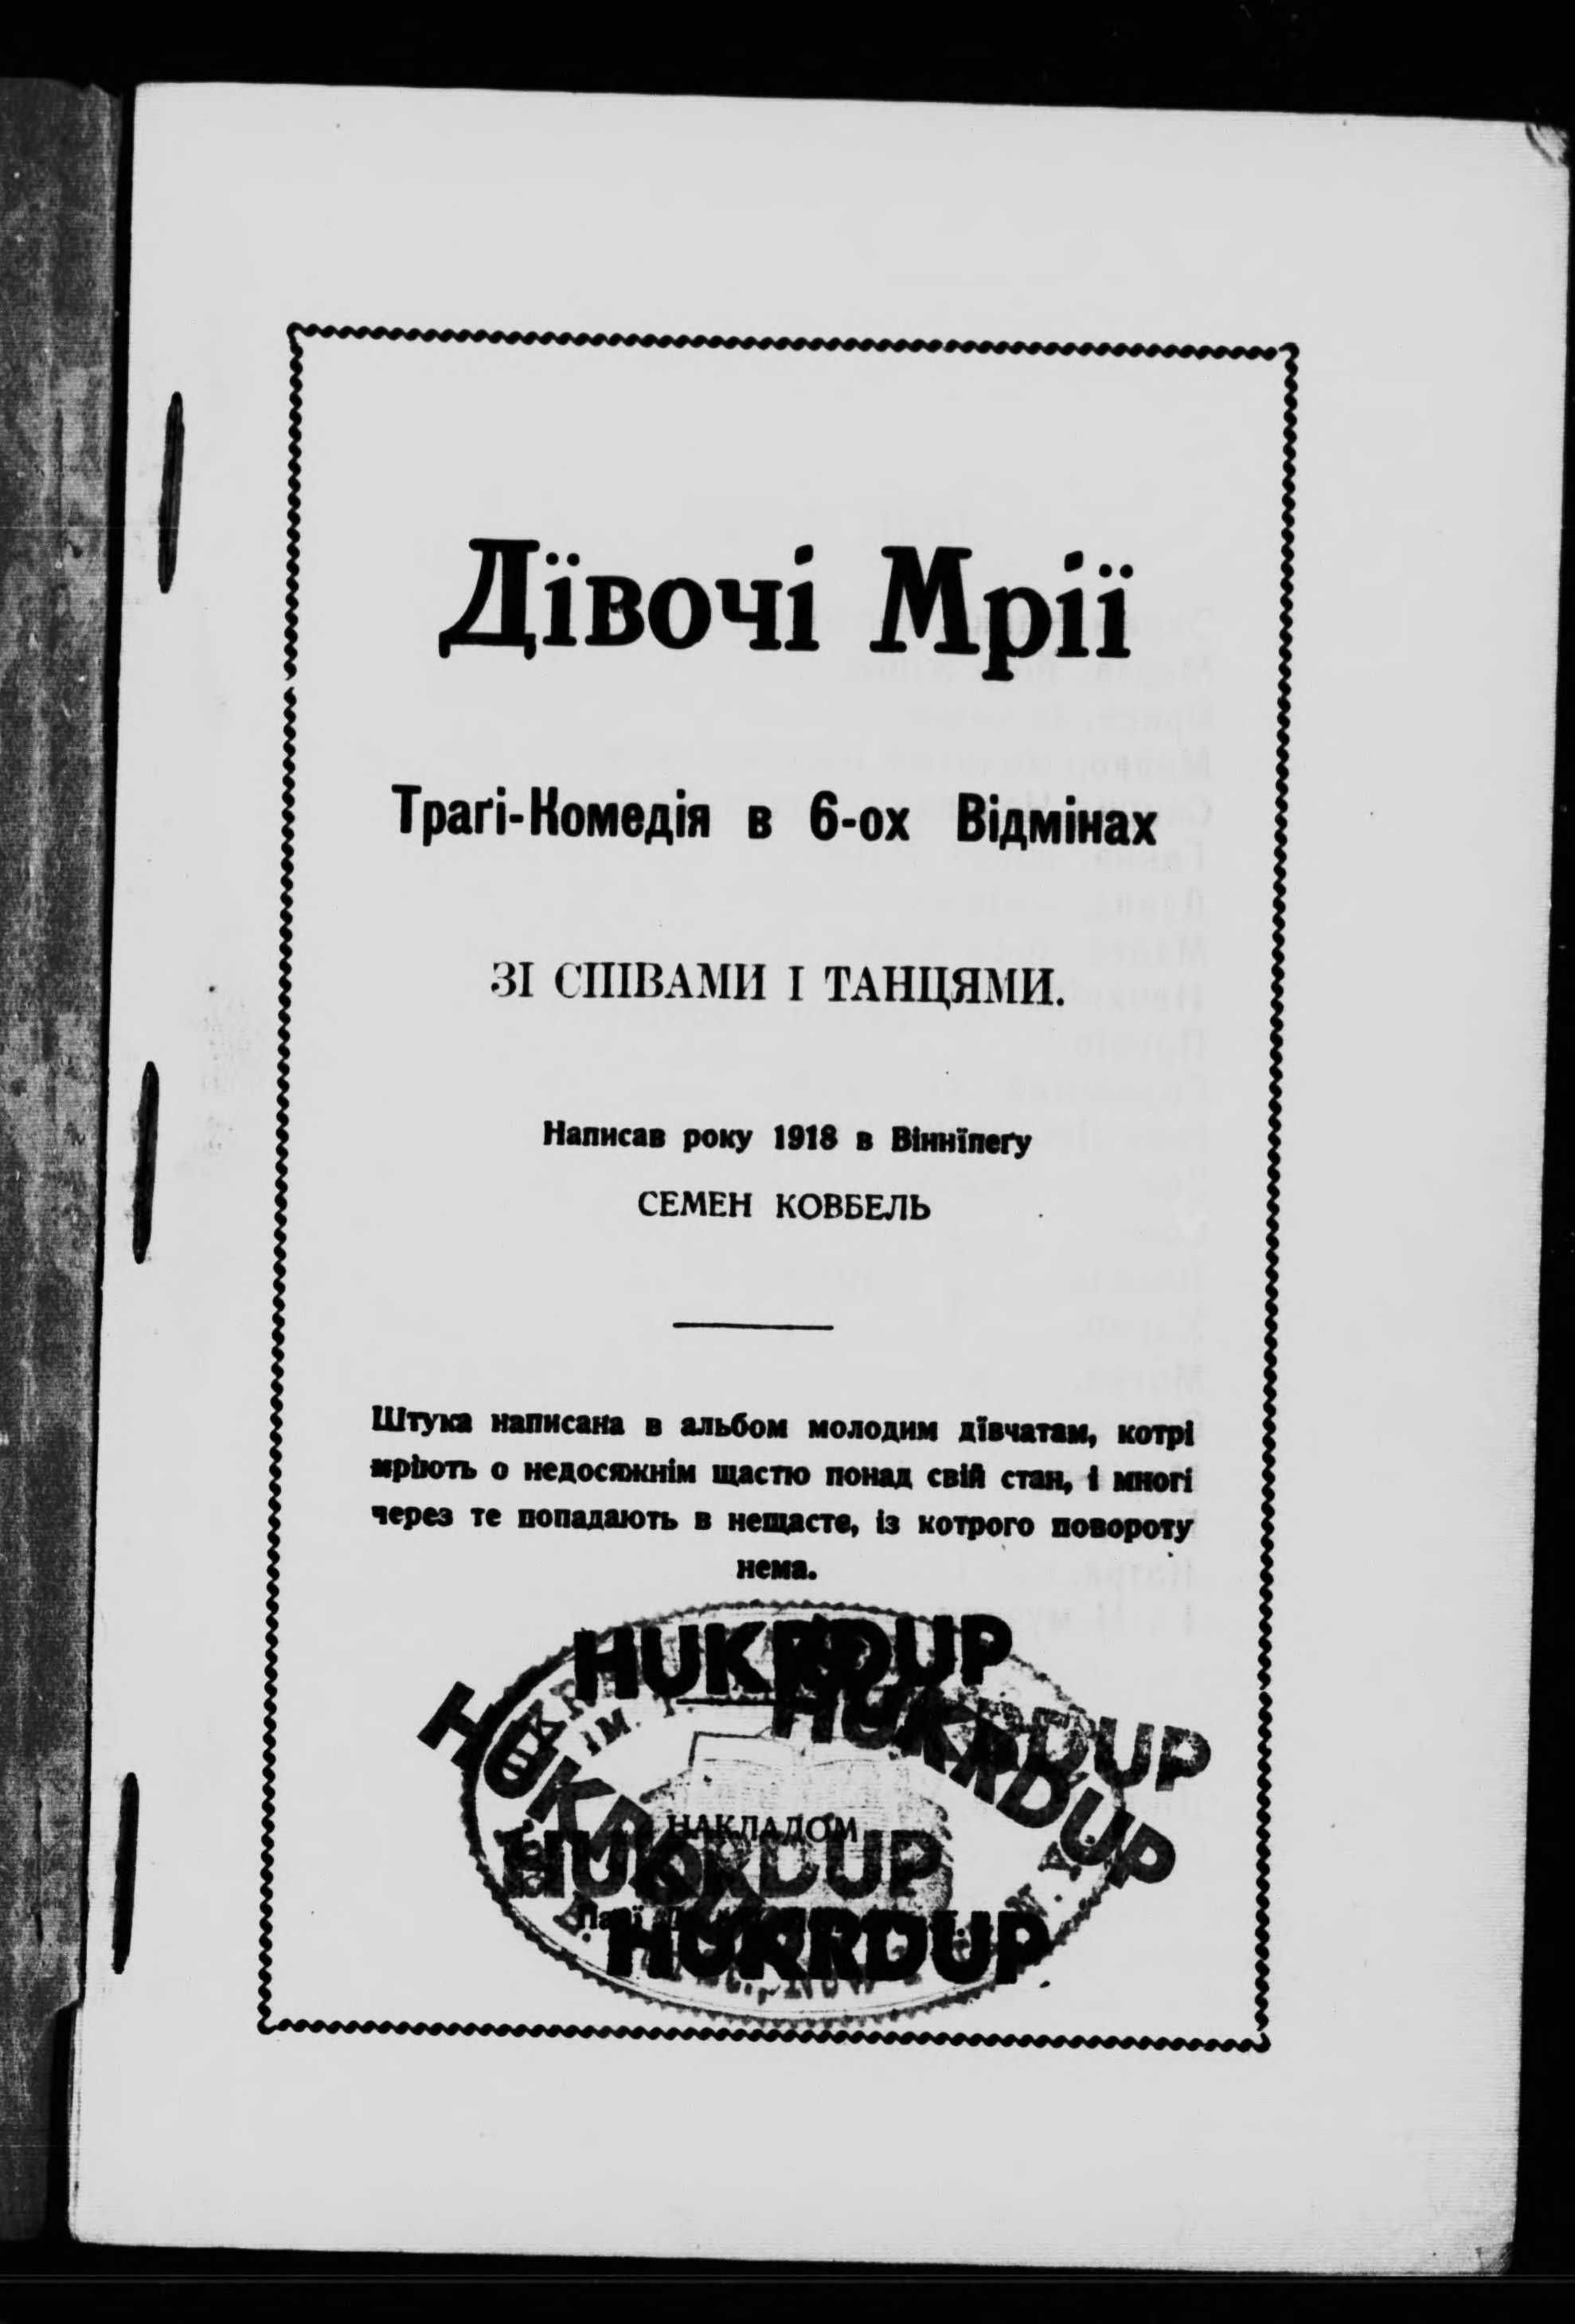 Дївочі Мрії
Трагі-Комедія в 6-ох Відмінах
ЗІ СПІВАМИ І ТАНЦЯМИ.
Написав року 1918 в Вінніпегу
СЕМЕН КОВБЕЛЬ
Штука написана в альбом молодим дївчатам, котрі
мріють о недосяжнім щастю понад свій стан, і многі
через те попадають в нещасте, із котрого повороту
нема.
HUKRDUP
HUKRDUP
HUKRDUP
ІМ. Т.
НАКЛАДОМ
HUKRDUP
HUKRDUP